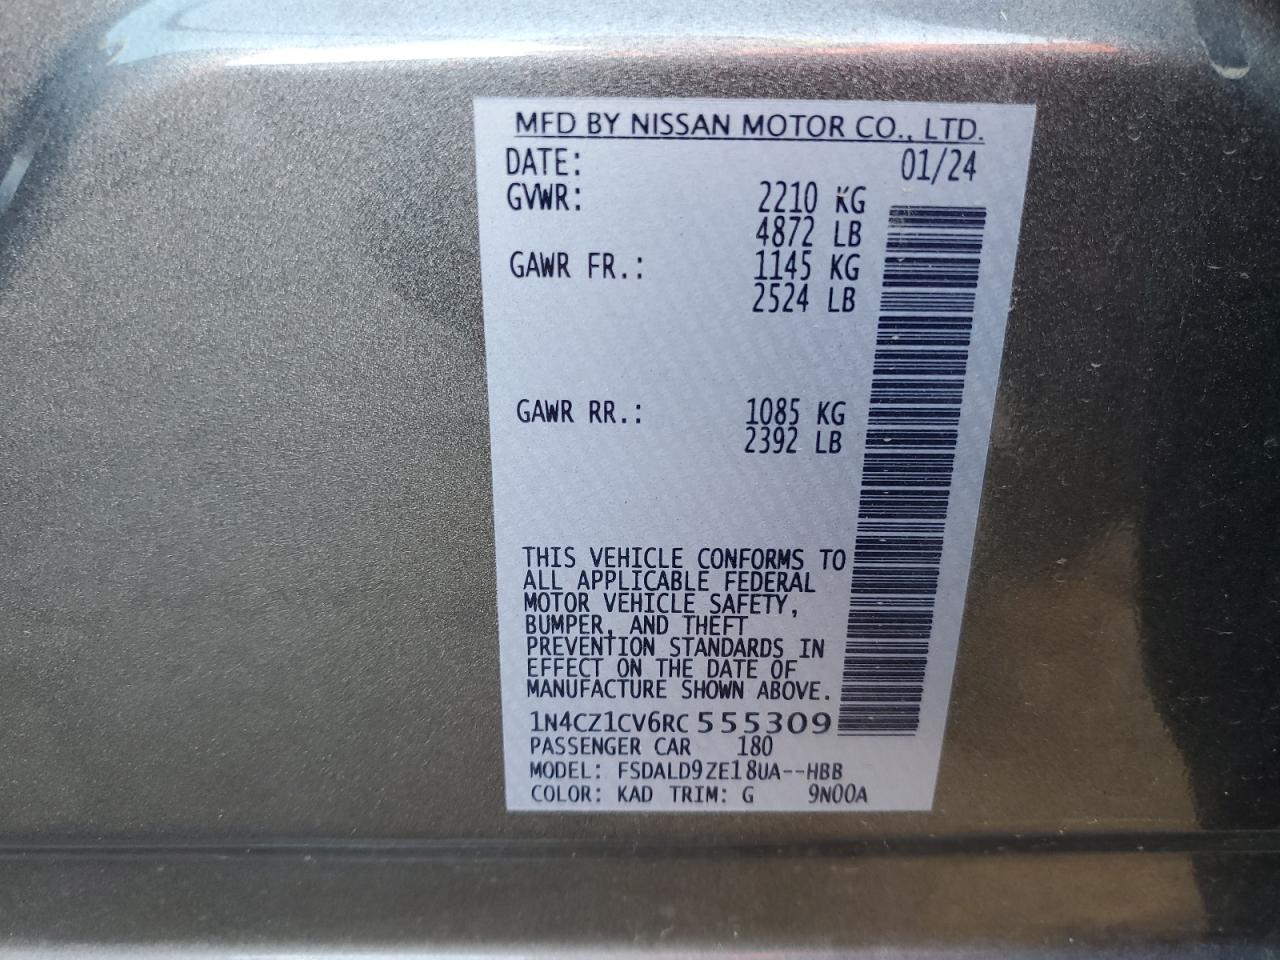 MFD BY NISSAN MOTOR CO., LTD.
DATE: 01/24
GVWR: 2210 KG
4872 LB
GAWR FR.: 1145 KG
2524 LB
GAWR RR.: 1085 KG
2392 LB
THIS VEHICLE CONFORMS TO
ALL APPLICABLE FEDERAL
MOTOR VEHICLE SAFETY,
BUMPER, AND THEFT
PREVENTION STANDARDS IN
EFFECT ON THE DATE OF
MANUFACTURE SHOWN ABOVE.
1N4CZ1CV6RC555309
PASSENGER CAR 180
MODEL: FSDALD9ZE18UA--HBB
COLOR: KAD TRIM: G 9N00A